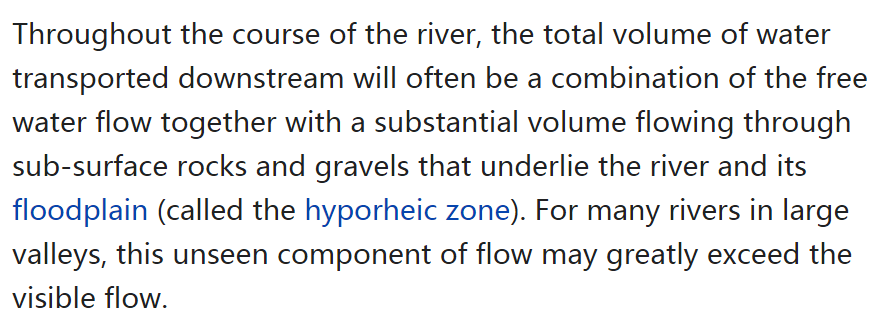 Throughout the course of the river, the total volume of water
transported downstream will often be a combination of the free
water flow together with a substantial volume flowing through
sub-surface rocks and gravels that underlie the river and its
floodplain (called the hyporheic zone). For many rivers in large
valleys, this unseen component of flow may greatly exceed the
visible flow.